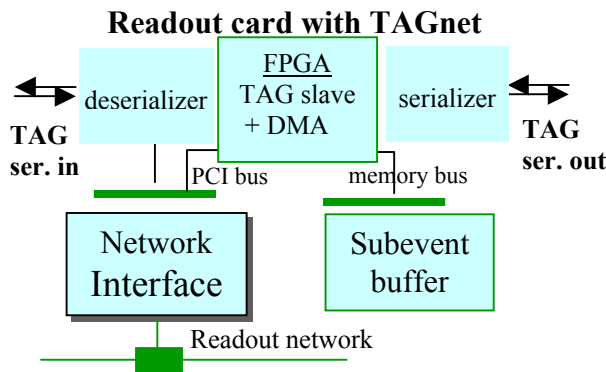 Readout card with TAGnet
deserializer
FPGA
TAG slave
+ DMA
serializer
TAG
ser. in
TAG
ser. out
PCI bus
memory bus
Network
Interface
Subevent
buffer
Readout network